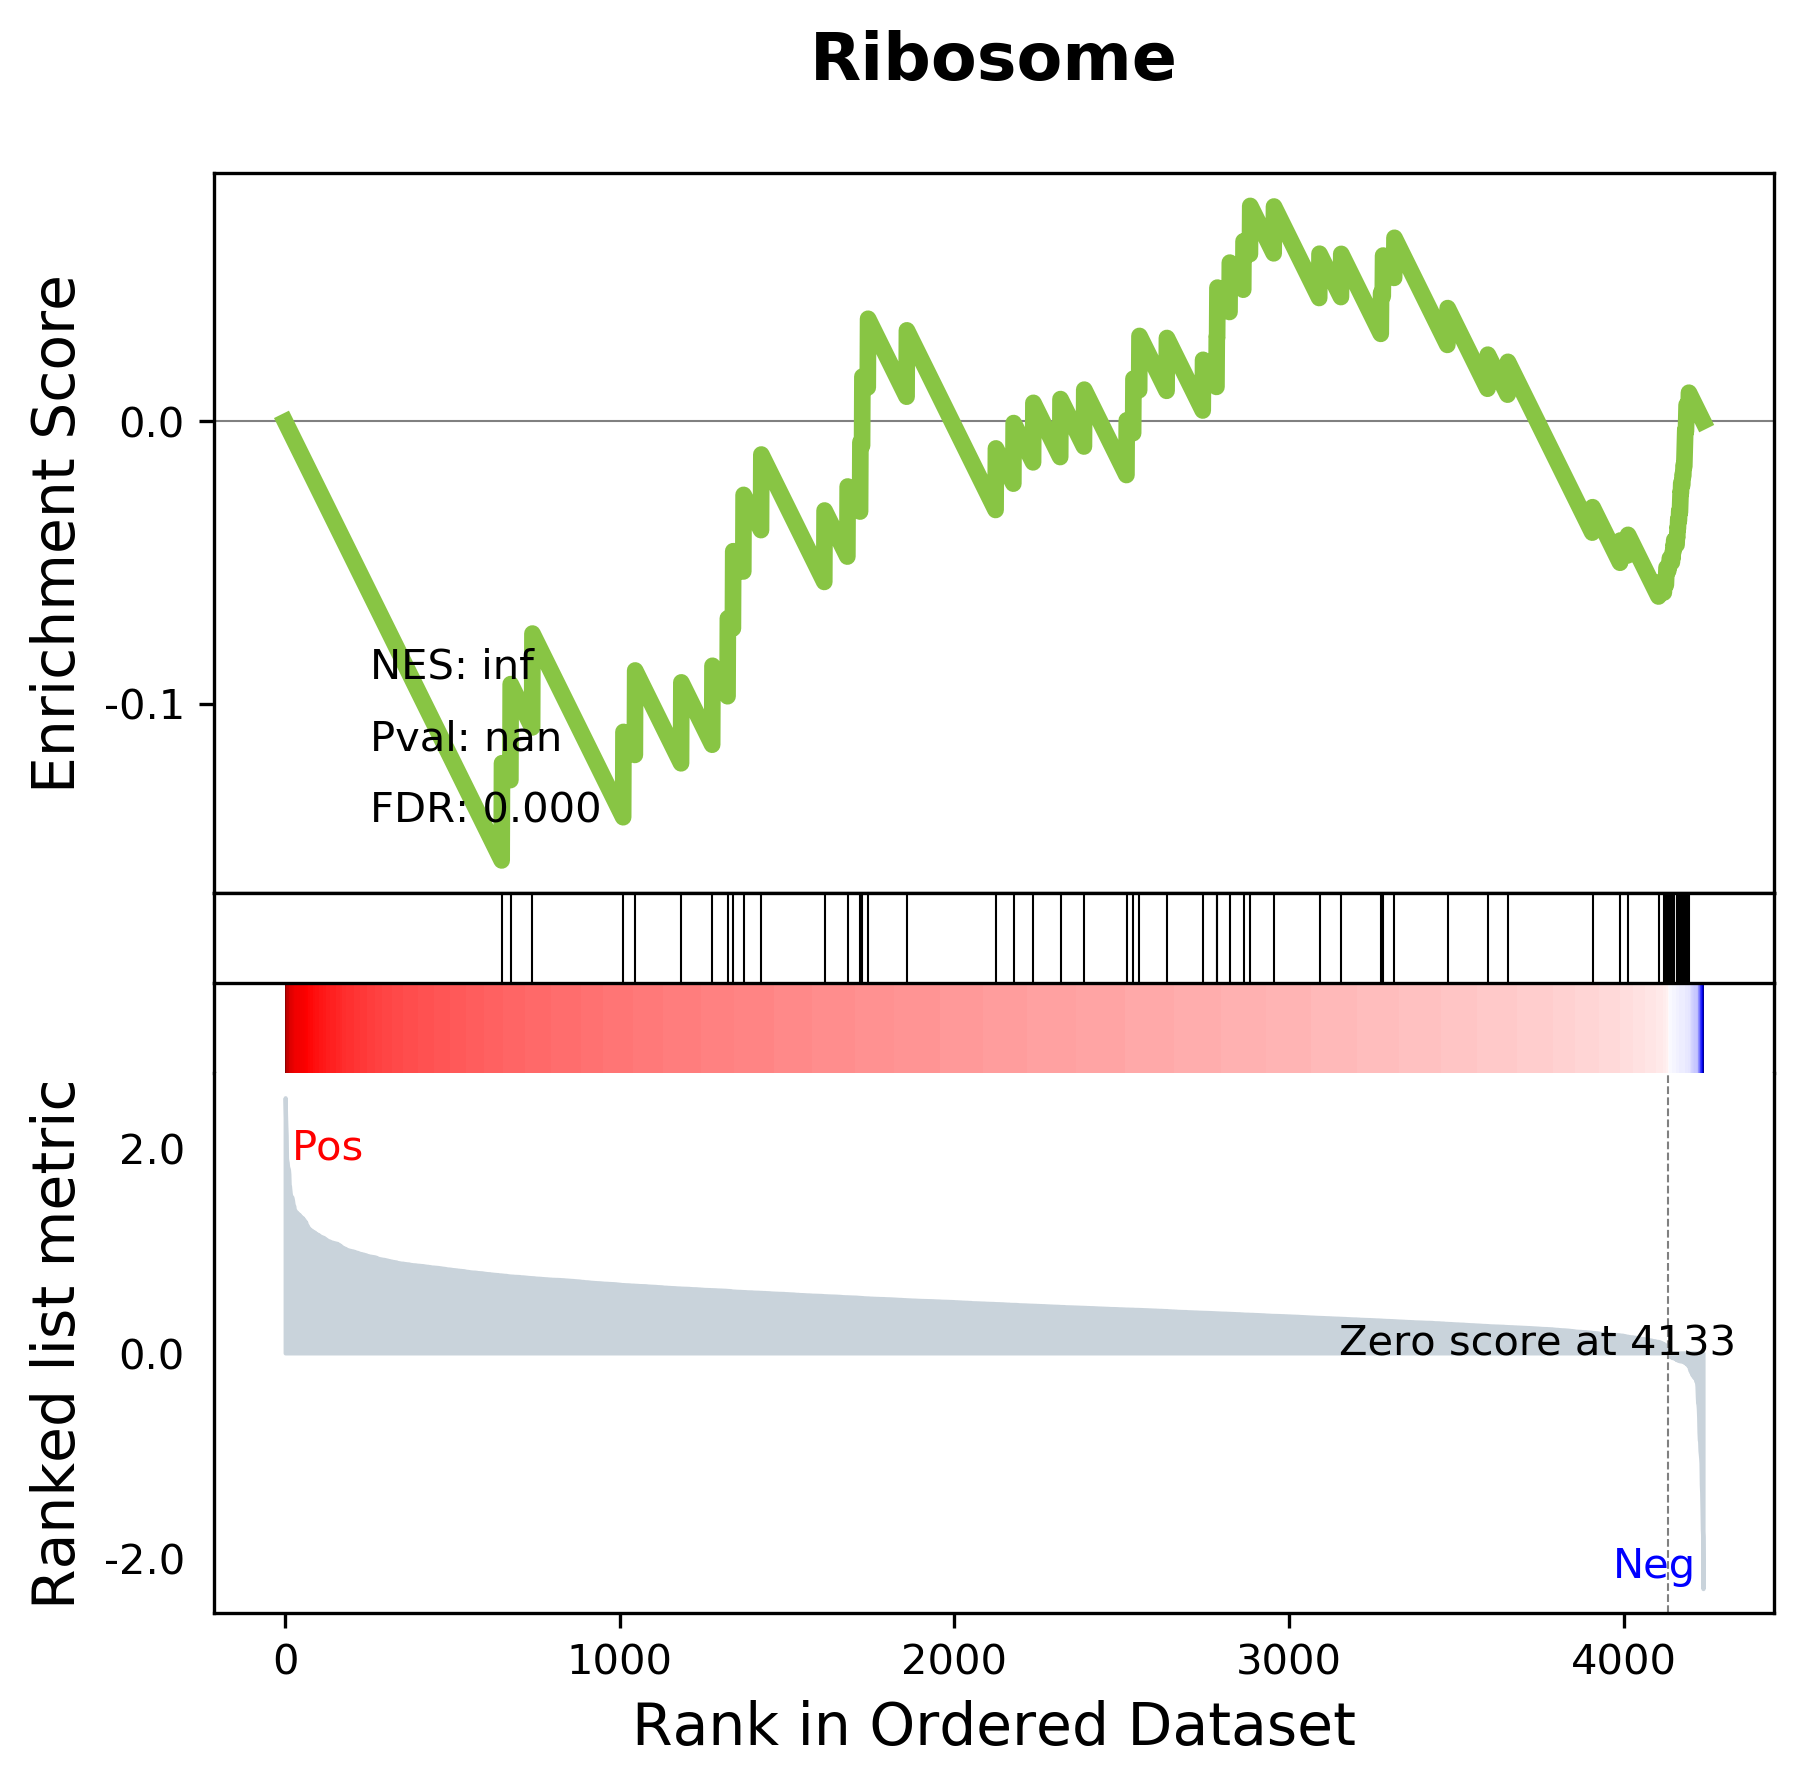 Ribosome
Enrichment Score
0.0
-0.1
NES: inf
Pval: nan
FDR: 0.000
Ranked list metric
2.0
0.0
-2.0
Pos
Zero score at 4133
Neg
0 1000 2000 3000 4000
Rank in Ordered Dataset